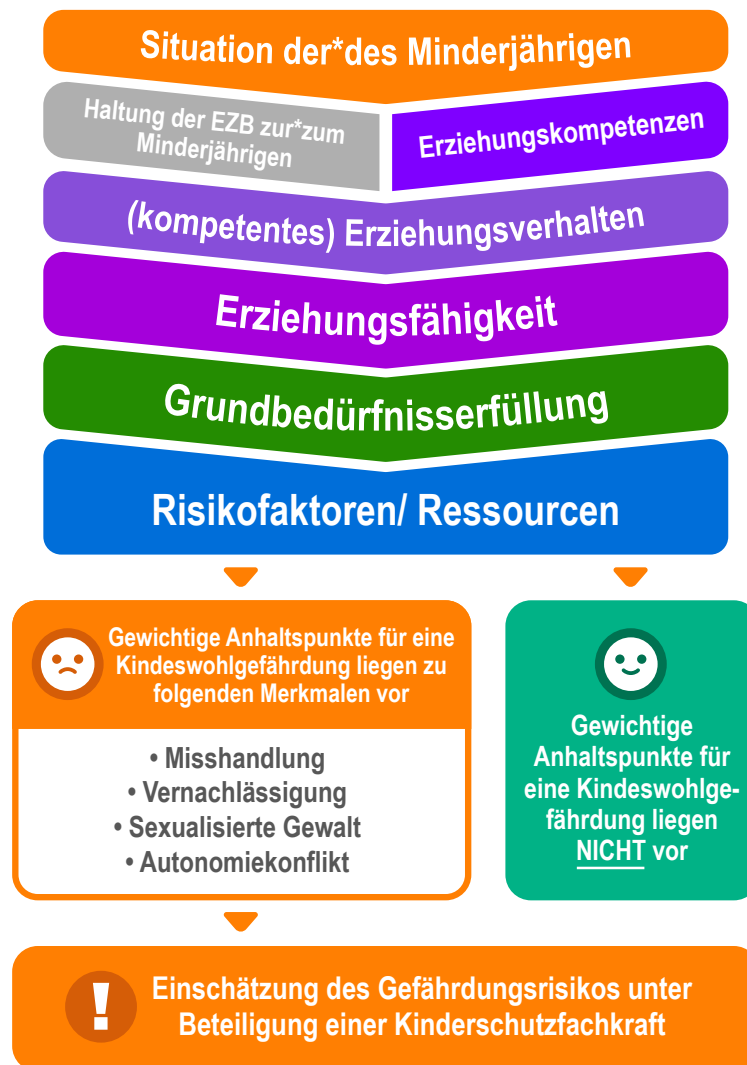 Situation der*des Minderjährigen
Haltung der EZB zur*zum
Minderjährigen
Erziehungskompetenzen
(kompetentes) Erziehungsverhalten
Erziehungsfähigkeit
Grundbedürfnisserfüllung
Risikofaktoren/ Ressourcen
Gewichtige Anhaltspunkte für eine
Kindeswohlgefährdung liegen zu
folgenden Merkmalen vor
• Misshandlung
• Vernachlässigung
• Sexualisierte Gewalt
• Autonomiekonflikt
Gewichtige
Anhaltspunkte für
eine Kindeswohlge-
fährdung liegen
NICHT vor
! Einschätzung des Gefährdungsrisikos unter
Beteiligung einer Kinderschutzfachkraft